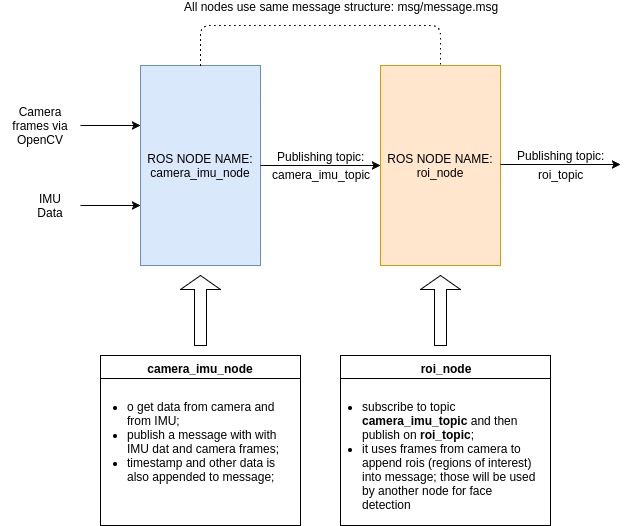 All nodes use same message structure: msg/message.msg
Camera
frames via
OpenCV
IMU
Data
ROS NODE NAME:
camera_imu_node
Publishing topic:
camera_imu_topic
ROS NODE NAME:
roi_node
Publishing topic:
roi_topic
camera_imu_node
• o get data from camera and
from IMU;
• publish a message with with
IMU dat and camera frames;
• timestamp and other data is
also appended to message;
roi_node
• subscribe to topic
camera_imu_topic and then
publish on roi_topic;
• it uses frames from camera to
append rois (regions of interest)
into message; those will be used
by another node for face
detection